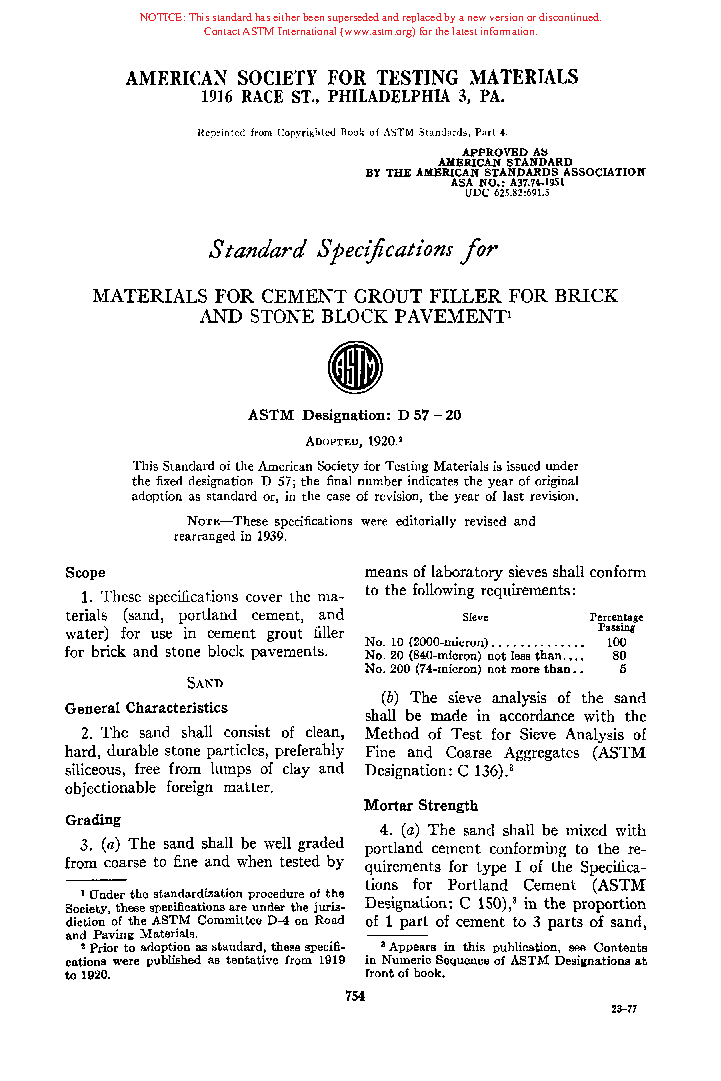 NOTICE: This standard has either been superseded and replaced by a new version or discontinued.
Contact ASTM International (www.astm.org) for the latest information.
AMERICAN SOCIETY FOR TESTING MATERIALS
1916 RACE ST., PHILADELPHIA 3, PA.
Reprinted from Copyrighted Book of ASTM Standards, Part 4.
APPROVED AS
AMERICAN STANDARD
BY THE AMERICAN STANDARDS ASSOCIATION
ASA NO.: A37.74-1951
UDC 625.82:691.5
Standard Specifications for
MATERIALS FOR CEMENT GROUT FILLER FOR BRICK
AND STONE BLOCK PAVEMENT¹
ASTM
ASTM Designation: D 57 – 20
ADOPTED, 1920.²
This Standard of the American Society for Testing Materials is issued under
the fixed designation D 57; the final number indicates the year of original
adoption as standard or, in the case of revision, the year of last revision.
NOTE—These specifications were editorially revised and
rearranged in 1939.
Scope
1. These specifications cover the ma-
terials (sand, portland cement, and
water) for use in cement grout filler
for brick and stone block pavements.
SAND
General Characteristics
2. The sand shall consist of clean,
hard, durable stone particles, preferably
siliceous, free from lumps of clay and
objectionable foreign matter.
Grading
3. (a) The sand shall be well graded
from coarse to fine and when tested by
¹ Under the standardization procedure of the
Society, these specifications are under the juris-
diction of the ASTM Committee D-4 on Road
and Paving Materials.
² Prior to adoption as standard, these specifi-
cations were published as tentative from 1919
to 1920.
means of laboratory sieves shall conform
to the following requirements:
Sieve Percentage
Passing
No. 10 (2000-micron).............. 100
No. 20 (840-micron) not less than.... 80
No. 200 (74-micron) not more than.. 5
(b) The sieve analysis of the sand
shall be made in accordance with the
Method of Test for Sieve Analysis of
Fine and Coarse Aggregates (ASTM
Designation: C 136).³
Mortar Strength
4. (a) The sand shall be mixed with
portland cement conforming to the re-
quirements for type I of the Specifica-
tions for Portland Cement (ASTM
Designation: C 150),³ in the proportion
of 1 part of cement to 3 parts of sand,
³ Appears in this publication, see Contents
in Numeric Sequence of ASTM Designations at
front of book.
754
23–77